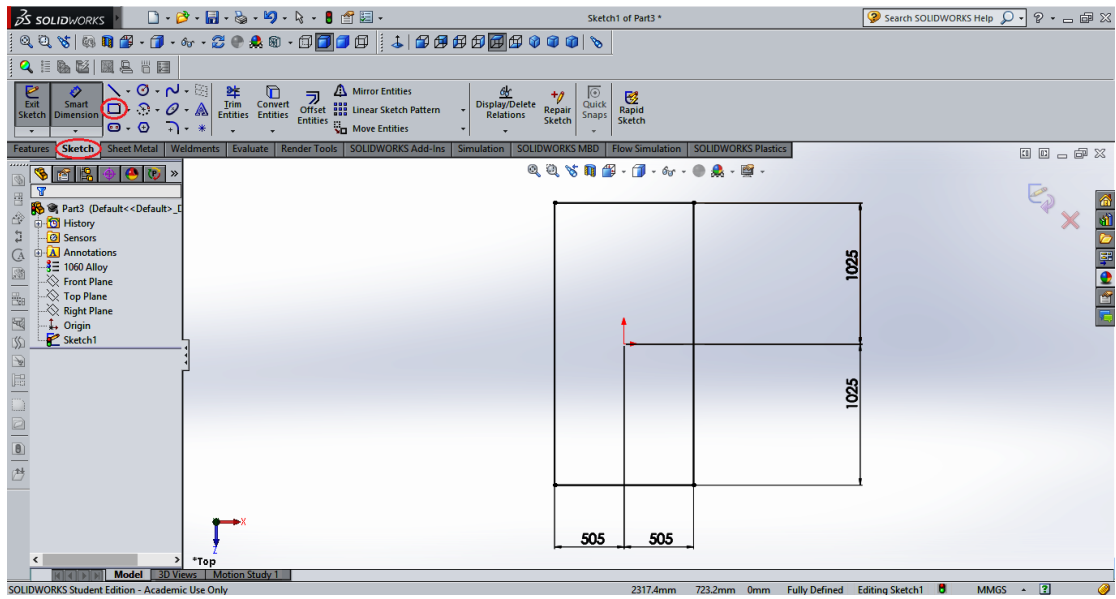 SOLIDWORKS
Sketch1 of Part3 *
Search SOLIDWORKS Help
Exit Sketch
Smart Dimension
Trim Entities
Convert Entities
Offset Entities
Mirror Entities
Linear Sketch Pattern
Move Entities
Display/Delete Relations
Repair Sketch
Quick Snaps
Rapid Sketch
Features Sketch Sheet Metal Weldments Evaluate Render Tools SOLIDWORKS Add-Ins Simulation SOLIDWORKS MBD Flow Simulation SOLIDWORKS Plastics
Part3 (Default<<Default>_D
History
Sensors
Annotations
1060 Alloy
Front Plane
Top Plane
Right Plane
Origin
Sketch1
1025
1025
505 505
X
Z
*Top
Model 3D Views Motion Study 1
SOLIDWORKS Student Edition - Academic Use Only 2317.4mm 723.2mm 0mm Fully Defined Editing Sketch1 MMGS